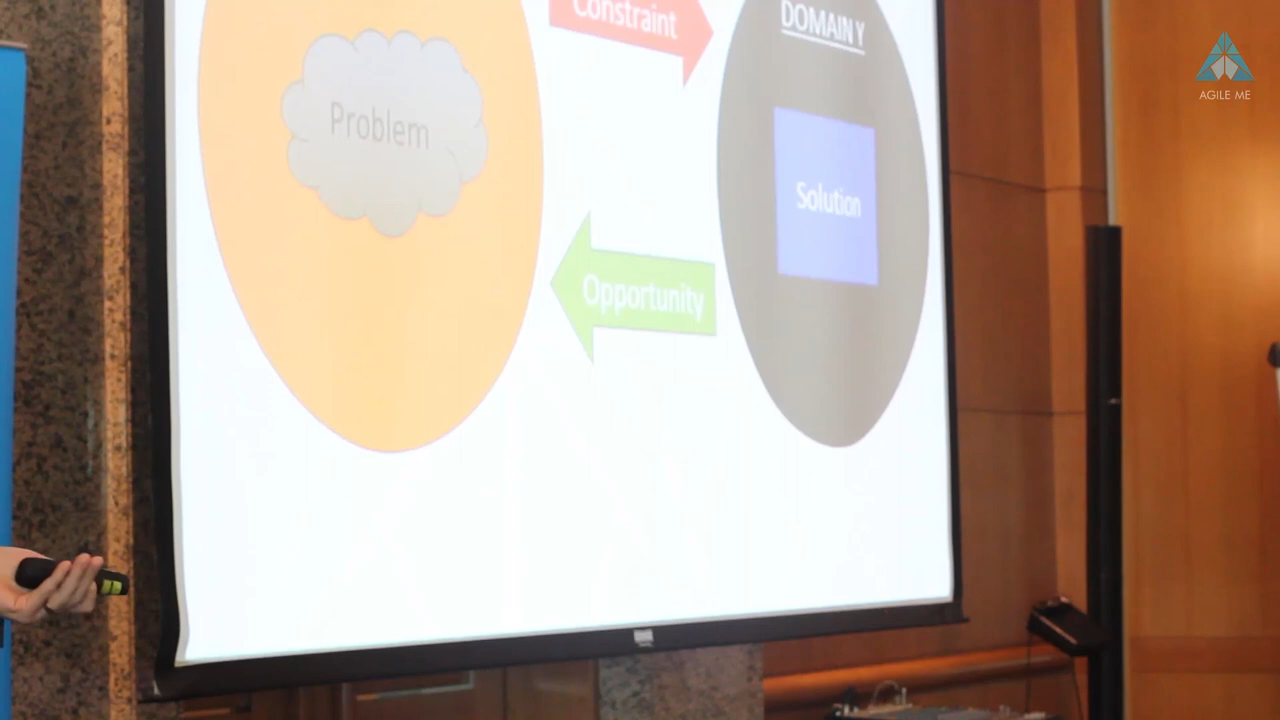 Constraint
DOMAIN Y
Problem
Solution
Opportunity
AGILE ME